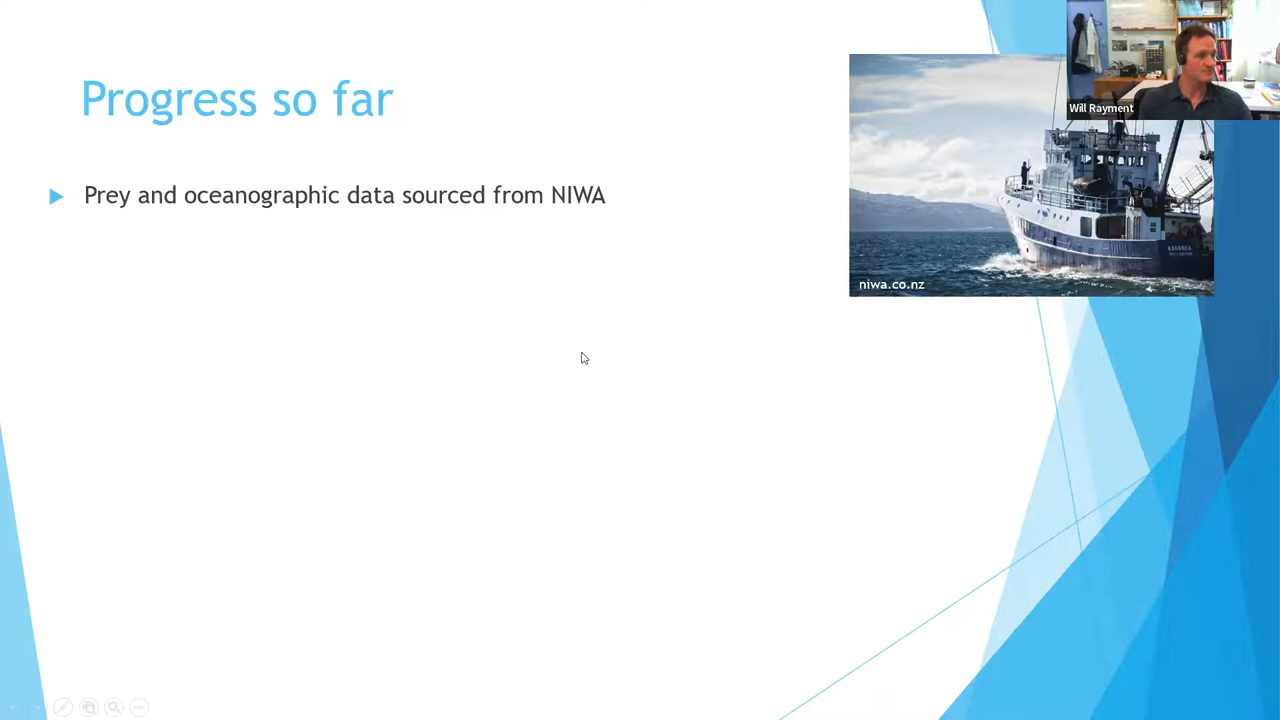 Progress so far
Will Rayment
Prey and oceanographic data sourced from NIWA
niwa.co.nz